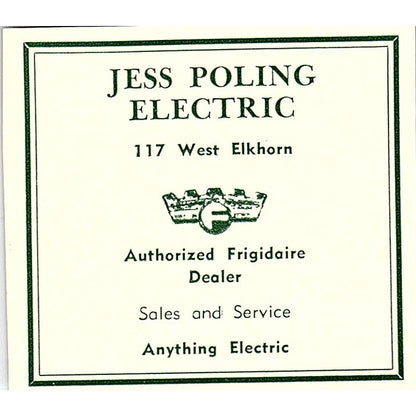 JESS POLING
ELECTRIC
117 West Elkhorn
F
Authorized Frigidaire
Dealer
Sales and Service
Anything Electric